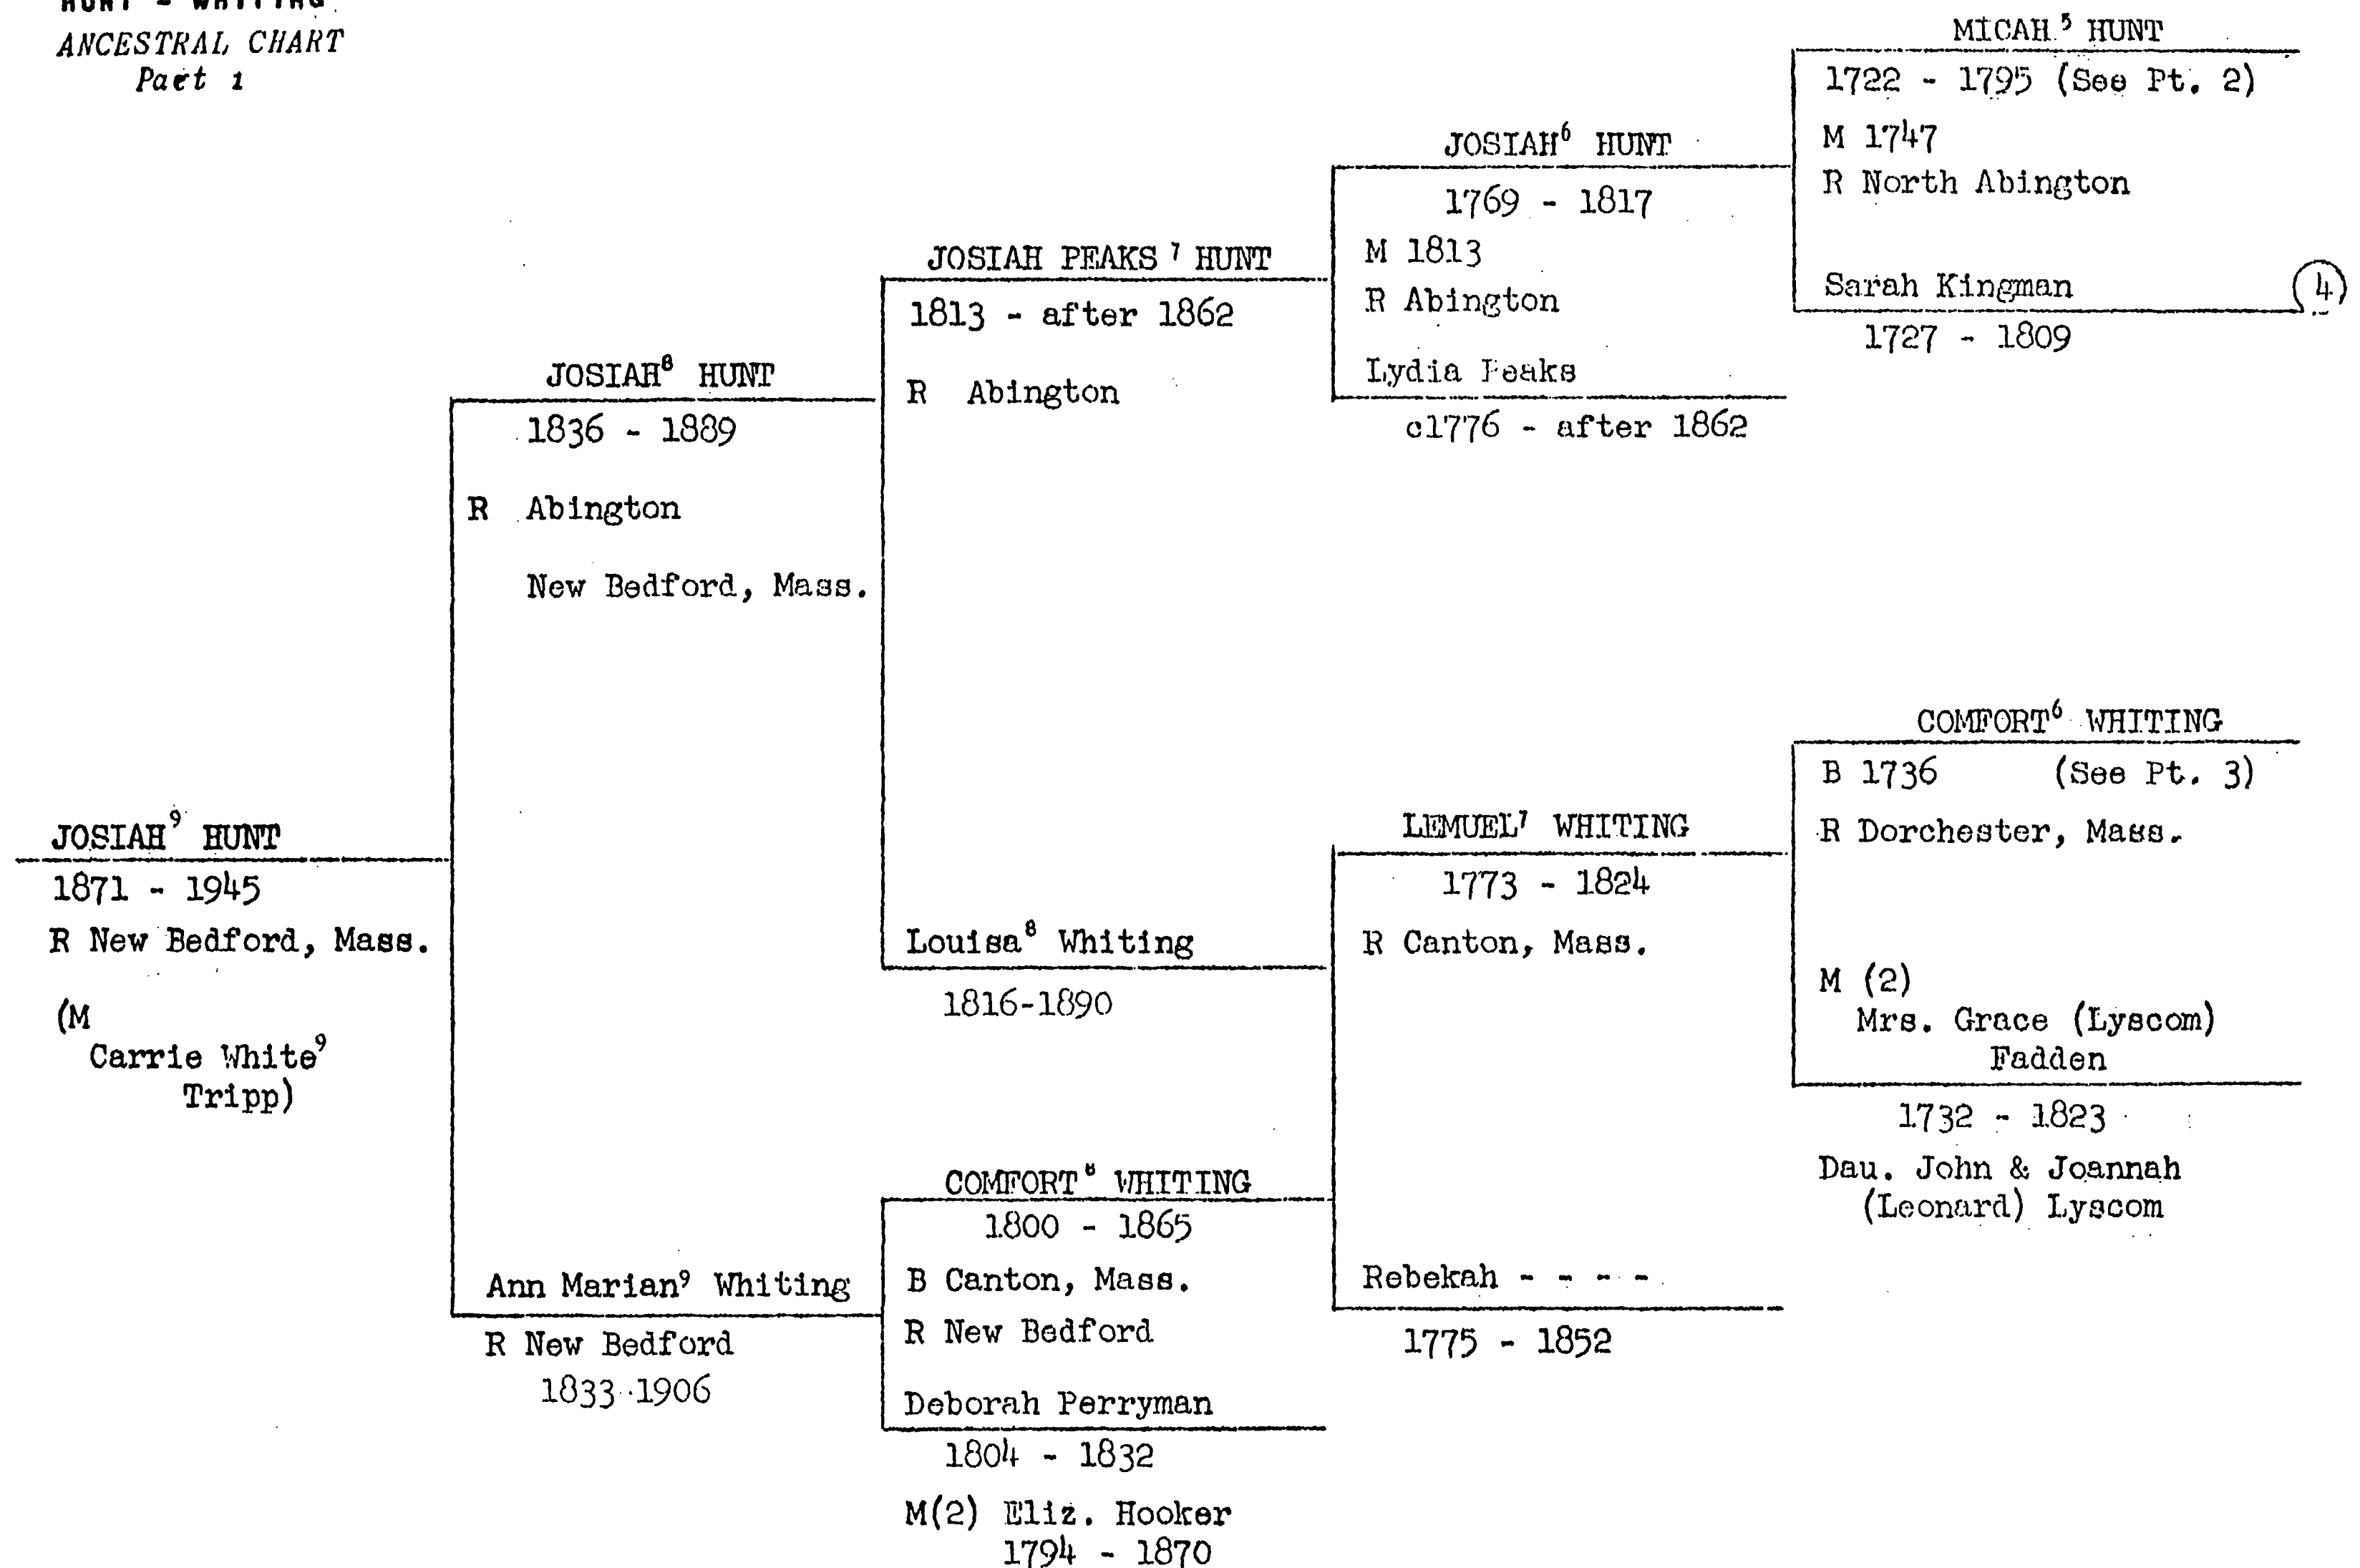 HUNT - WHITING
ANCESTRAL CHART
Part 1
MICAH⁵ HUNT
1722 - 1795 (See Pt. 2)
M 1747
R North Abington
Sarah Kingman
4
1727 - 1809
JOSIAH⁶ HUNT
1769 - 1817
M 1813
R Abington
Lydia Peaks
c1776 - after 1862
JOSIAH PEAKS⁷ HUNT
1813 - after 1862
R Abington
JOSIAH⁸ HUNT
1836 - 1889
R Abington
New Bedford, Mass.
JOSIAH⁹ HUNT
1871 - 1945
R New Bedford, Mass.
(M
Carrie White⁹
Tripp)
Louisa⁸ Whiting
1816-1890
COMFORT⁶ WHITING
B 1736 (See Pt. 3)
R Dorchester, Mass.
M (2)
Mrs. Grace (Lyscom)
Fadden
1732 - 1823
Dau. John & Joannah
(Leonard) Lyscom
LEMUEL⁷ WHITING
1773 - 1824
R Canton, Mass.
Rebekah - - - -
1775 - 1852
COMFORT⁸ WHITING
1800 - 1865
B Canton, Mass.
R New Bedford
Deborah Perryman
1804 - 1832
M(2) Eliz. Hooker
1794 - 1870
Ann Marian⁹ Whiting
R New Bedford
1833-1906